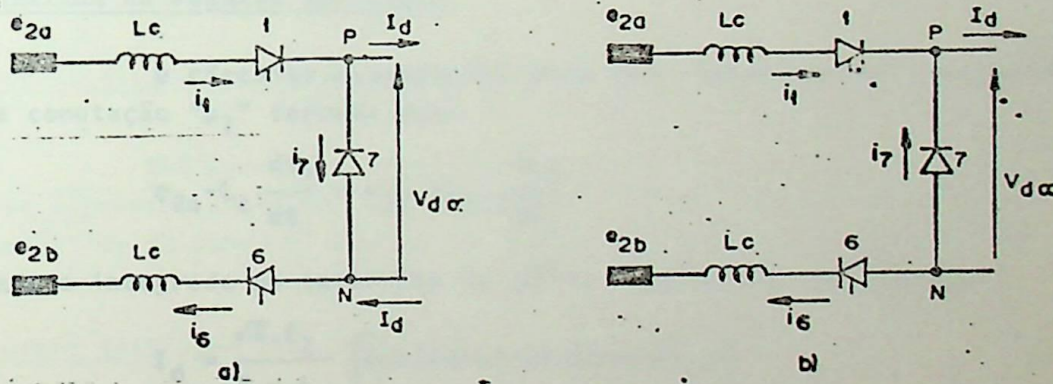 e2a Lc 1 P Id
i1
i7 7 Vdα
e2b Lc 6 N Id
i6
a)
e2a Lc 1 P Id
i1
i7 7 Vdα
e2b Lc 6 N
i6
b)
comutação